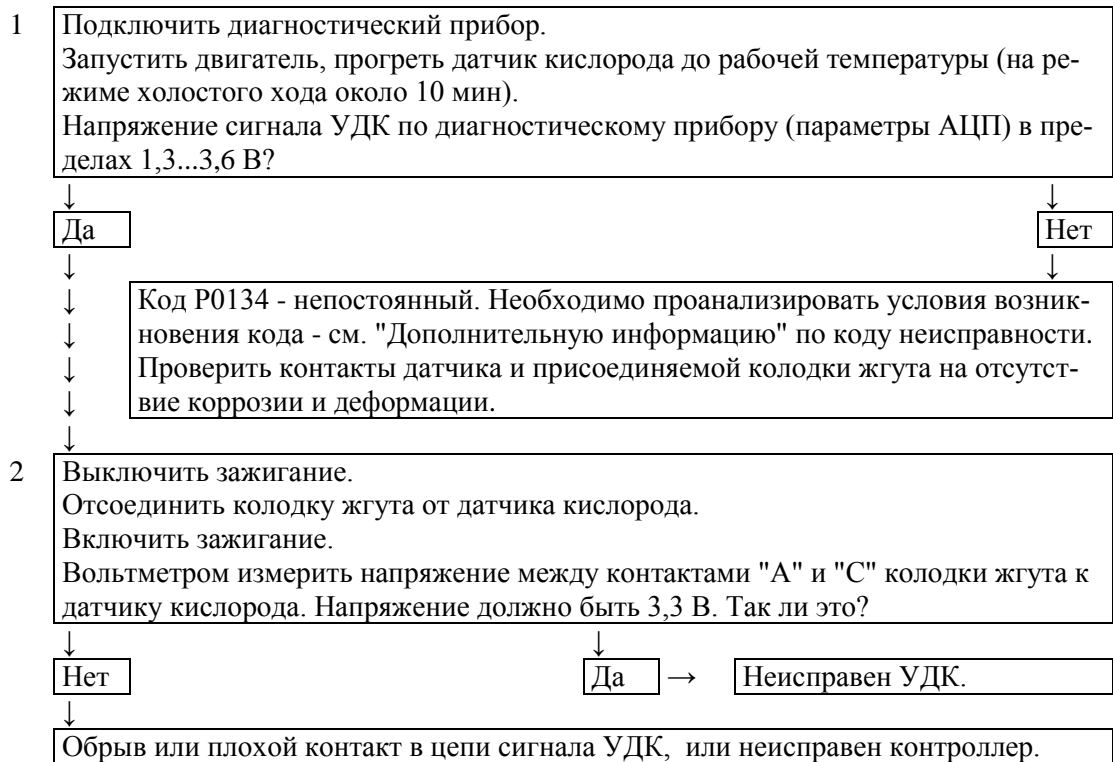 1 Подключить диагностический прибор.
Запустить двигатель, прогреть датчик кислорода до рабочей температуры (на ре-
жиме холостого хода около 10 мин).
Напряжение сигнала УДК по диагностическому прибору (параметры АЦП) в пре-
делах 1,3...3,6 В?
↓ ↓
Да Нет
↓ ↓
↓ Код Р0134 - непостоянный. Необходимо проанализировать условия возник-
↓ новения кода - см. "Дополнительную информацию" по коду неисправности.
↓ Проверить контакты датчика и присоединяемой колодки жгута на отсутст-
↓ вие коррозии и деформации.
↓
2 Выключить зажигание.
Отсоединить колодку жгута от датчика кислорода.
Включить зажигание.
Вольтметром измерить напряжение между контактами "А" и "С" колодки жгута к
датчику кислорода. Напряжение должно быть 3,3 В. Так ли это?
↓ ↓
Нет Да → Неисправен УДК.
↓
Обрыв или плохой контакт в цепи сигнала УДК, или неисправен контроллер.